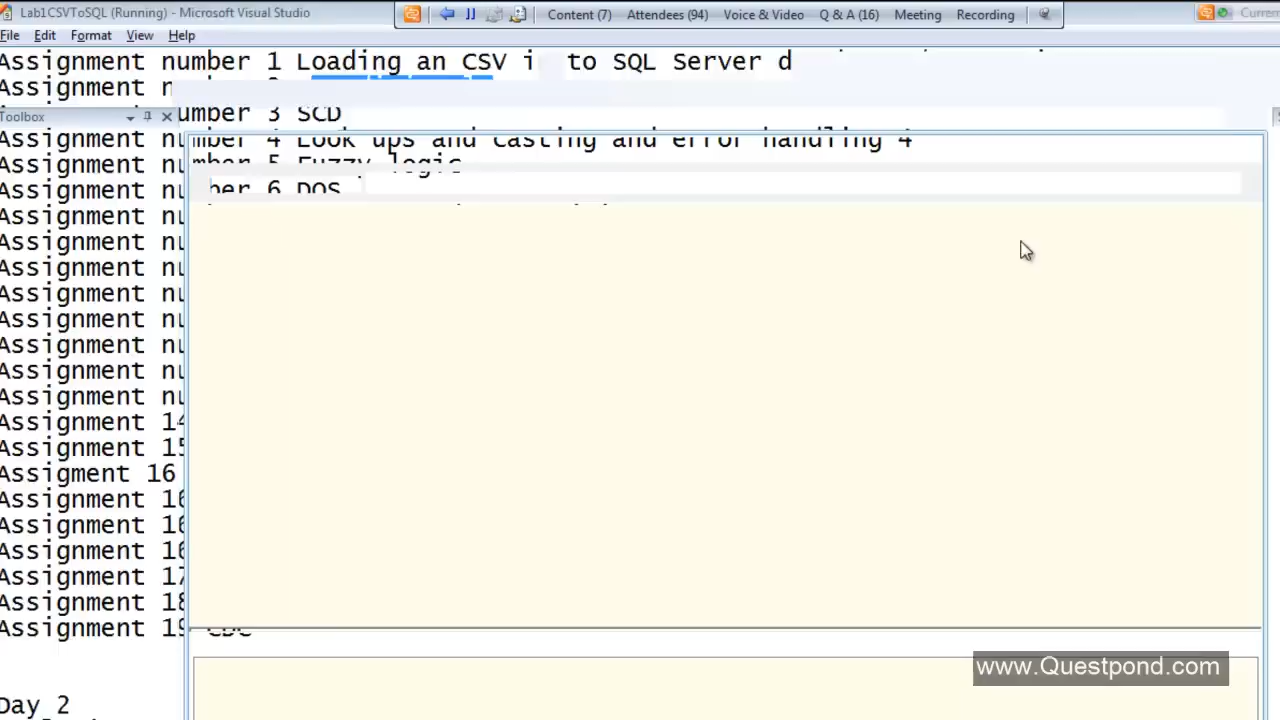 Lab1CSVToSQL (Running) - Microsoft Visual Studio
Content (7) Attendees (94) Voice & Video Q & A (16) Meeting Recording
File Edit Format View Help
Assignment number 1 Loading an CSV i to SQL Server d
Assignment n
Toolbox
number 3 SCD
Assignment nu mber 4 Look ups and Casting and error handling 4
Assignment nu mber 5 Fuzzy logic
Assignment nu ber 6 DQS
Assignment nu
Assignment nu
Assignment nu
Assignment nu
Assignment nu
Assignment nu
Assignment nu
Assignment nu
Assignment 14
Assignment 15
Assigment 16
Assignment 16
Assignment 16
Assignment 16
Assignment 17
Assignment 18
Assignment 19 CDC
www.Questpond.com
Day 2